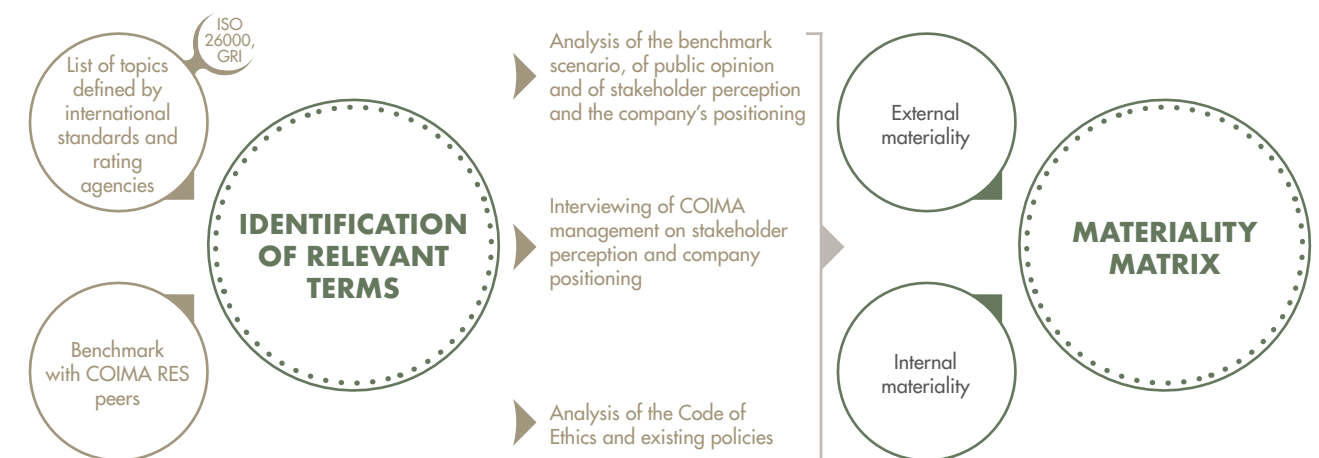 ISO
26000,
GRI
List of topics
defined by
international
standards and
rating
agencies
Benchmark
with COIMA RES
peers
IDENTIFICATION
OF RELEVANT
TERMS
Analysis of the benchmark
scenario, of public opinion
and of stakeholder perception
and the company’s positioning
Interviewing of COIMA
management on stakeholder
perception and company
positioning
Analysis of the Code of
Ethics and existing policies
External
materiality
Internal
materiality
MATERIALITY
MATRIX